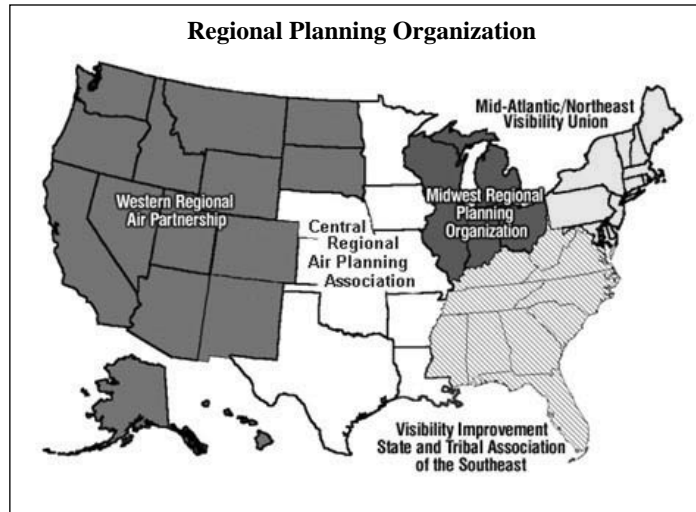 Regional Planning Organization
Mid-Atlantic/Northeast
Visibility Union
Western Regional
Air Partnership
Midwest Regional
Planning
Organization
Central
Regional
Air Planning
Association
Visibility Improvement
State and Tribal Association
of the Southeast